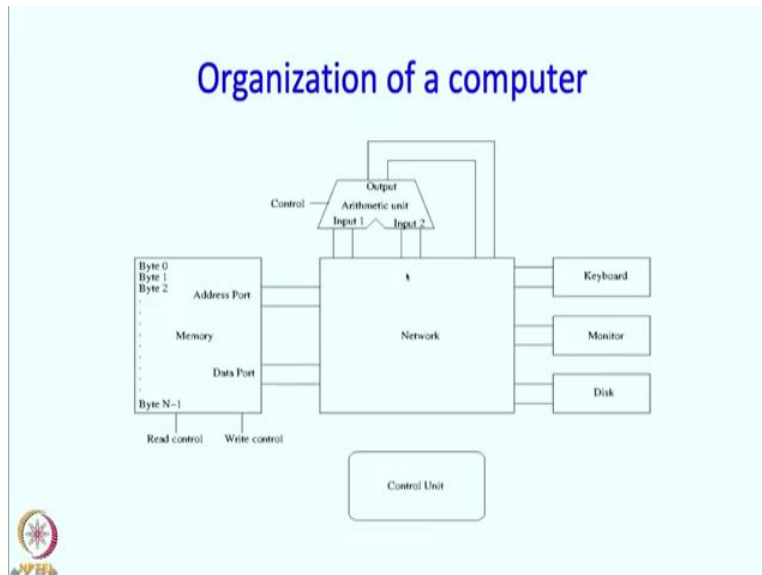 Organization of a computer
Output
Control
Arithmetic unit
Input 1
Input 2
Byte 0
Byte 1
Byte 2
Address Port
Memory
Data Port
Byte N-1
Read control
Write control
Network
Keyboard
Monitor
Disk
Control Unit
NPTEL